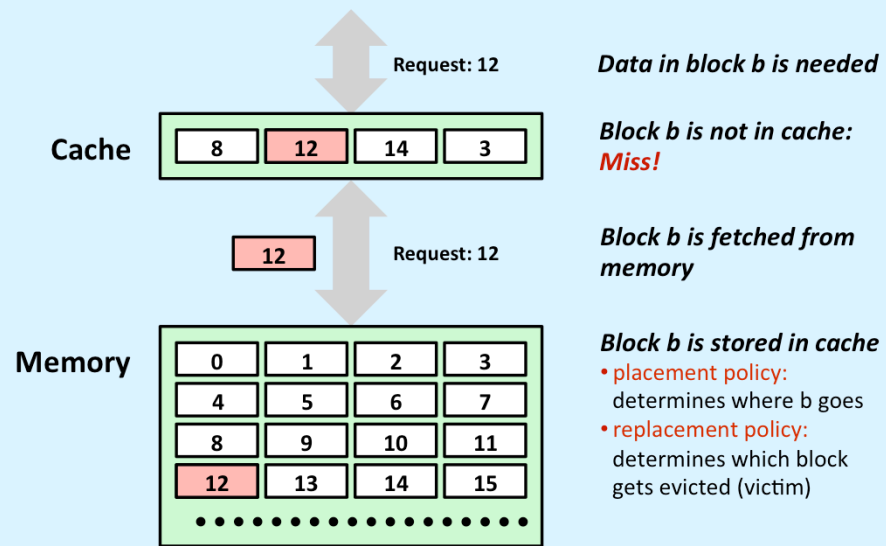 Request: 12
Data in block b is needed
Cache
8 12 14 3
Block b is not in cache:
Miss!
12
Request: 12
Block b is fetched from
memory
Memory
0 1 2 3
4 5 6 7
8 9 10 11
12 13 14 15
Block b is stored in cache
• placement policy:
determines where b goes
• replacement policy:
determines which block
gets evicted (victim)